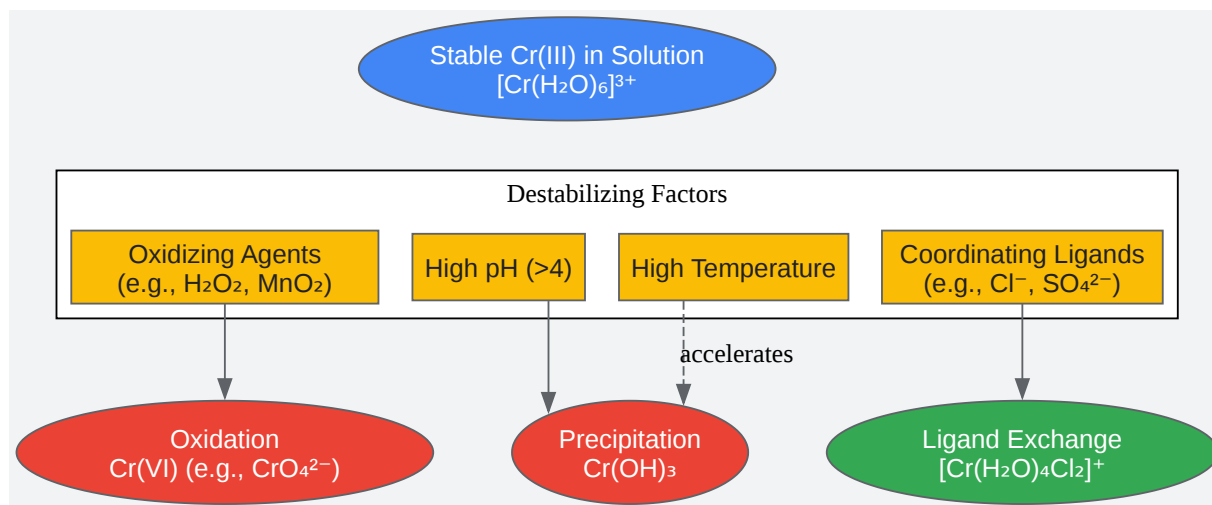 Stable Cr(III) in Solution
[Cr(H₂O)₆]³⁺
Destabilizing Factors
Oxidizing Agents
(e.g., H₂O₂, MnO₂)
High pH (>4)
High Temperature
Coordinating Ligands
(e.g., Cl⁻, SO₄²⁻)
accelerates
Oxidation
Cr(VI) (e.g., CrO₄²⁻)
Precipitation
Cr(OH)₃
Ligand Exchange
[Cr(H₂O)₄Cl₂]⁺